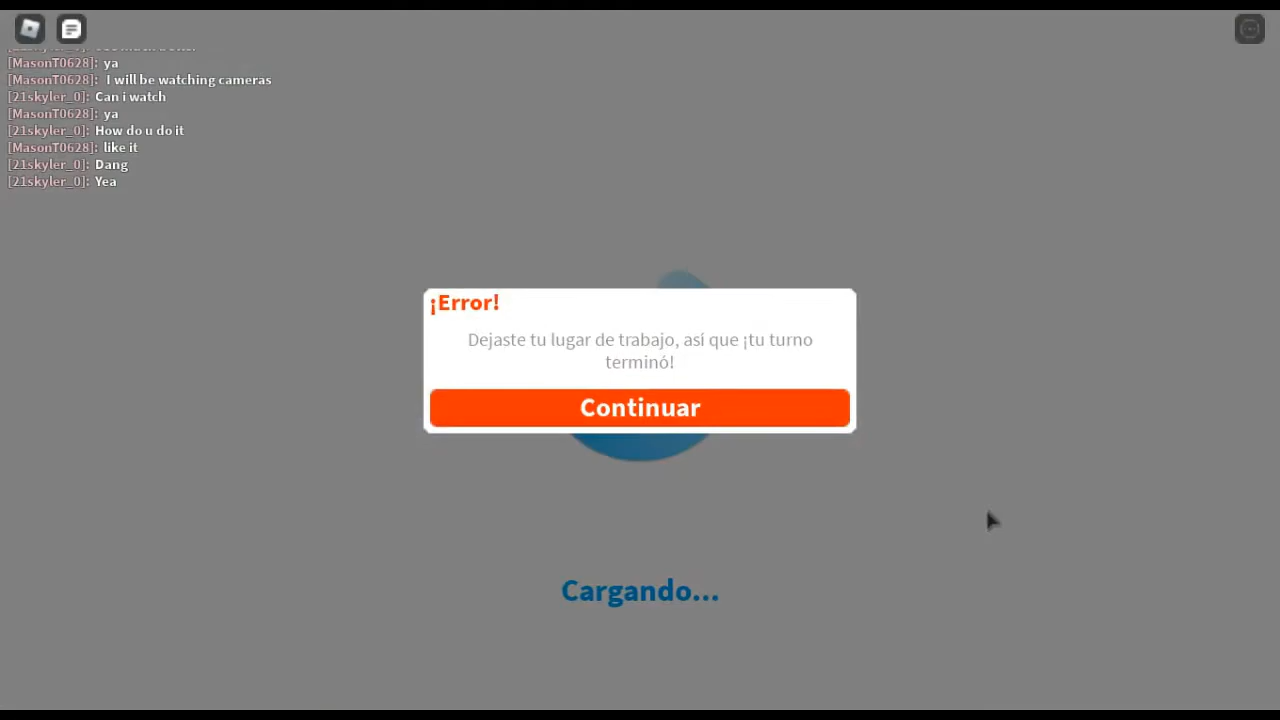 [MasonT0628]: ya
[MasonT0628]: I will be watching cameras
[21skyler_0]: Can i watch
[MasonT0628]: ya
[21skyler_0]: How do u do it
[MasonT0628]: like it
[21skyler_0]: Dang
[21skyler_0]: Yea
¡Error!
Dejaste tu lugar de trabajo, así que ¡tu turno
terminó!
Continuar
Cargando...